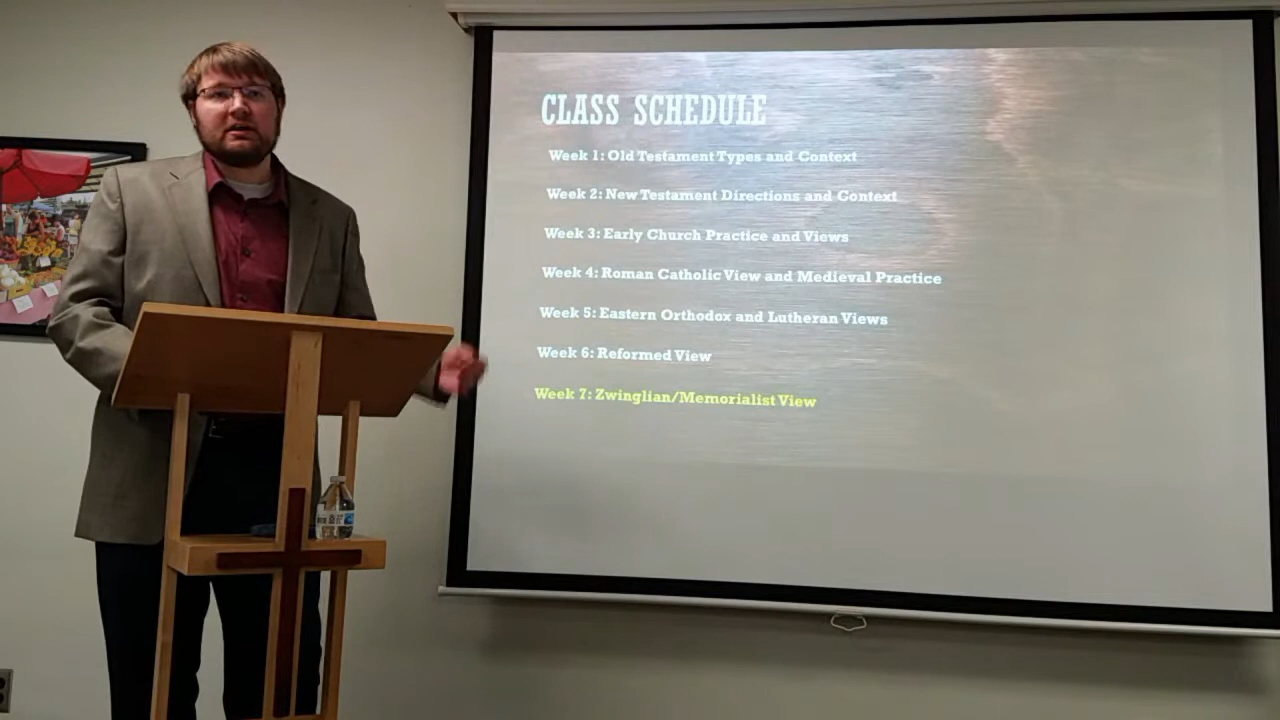 CLASS SCHEDULE
Week 1: Old Testament Types and Context
Week 2: New Testament Directions and Context
Week 3: Early Church Practice and Views
Week 4: Roman Catholic View and Medieval Practice
Week 5: Eastern Orthodox and Lutheran Views
Week 6: Reformed View
Week 7: Zwinglian/Memorialist View